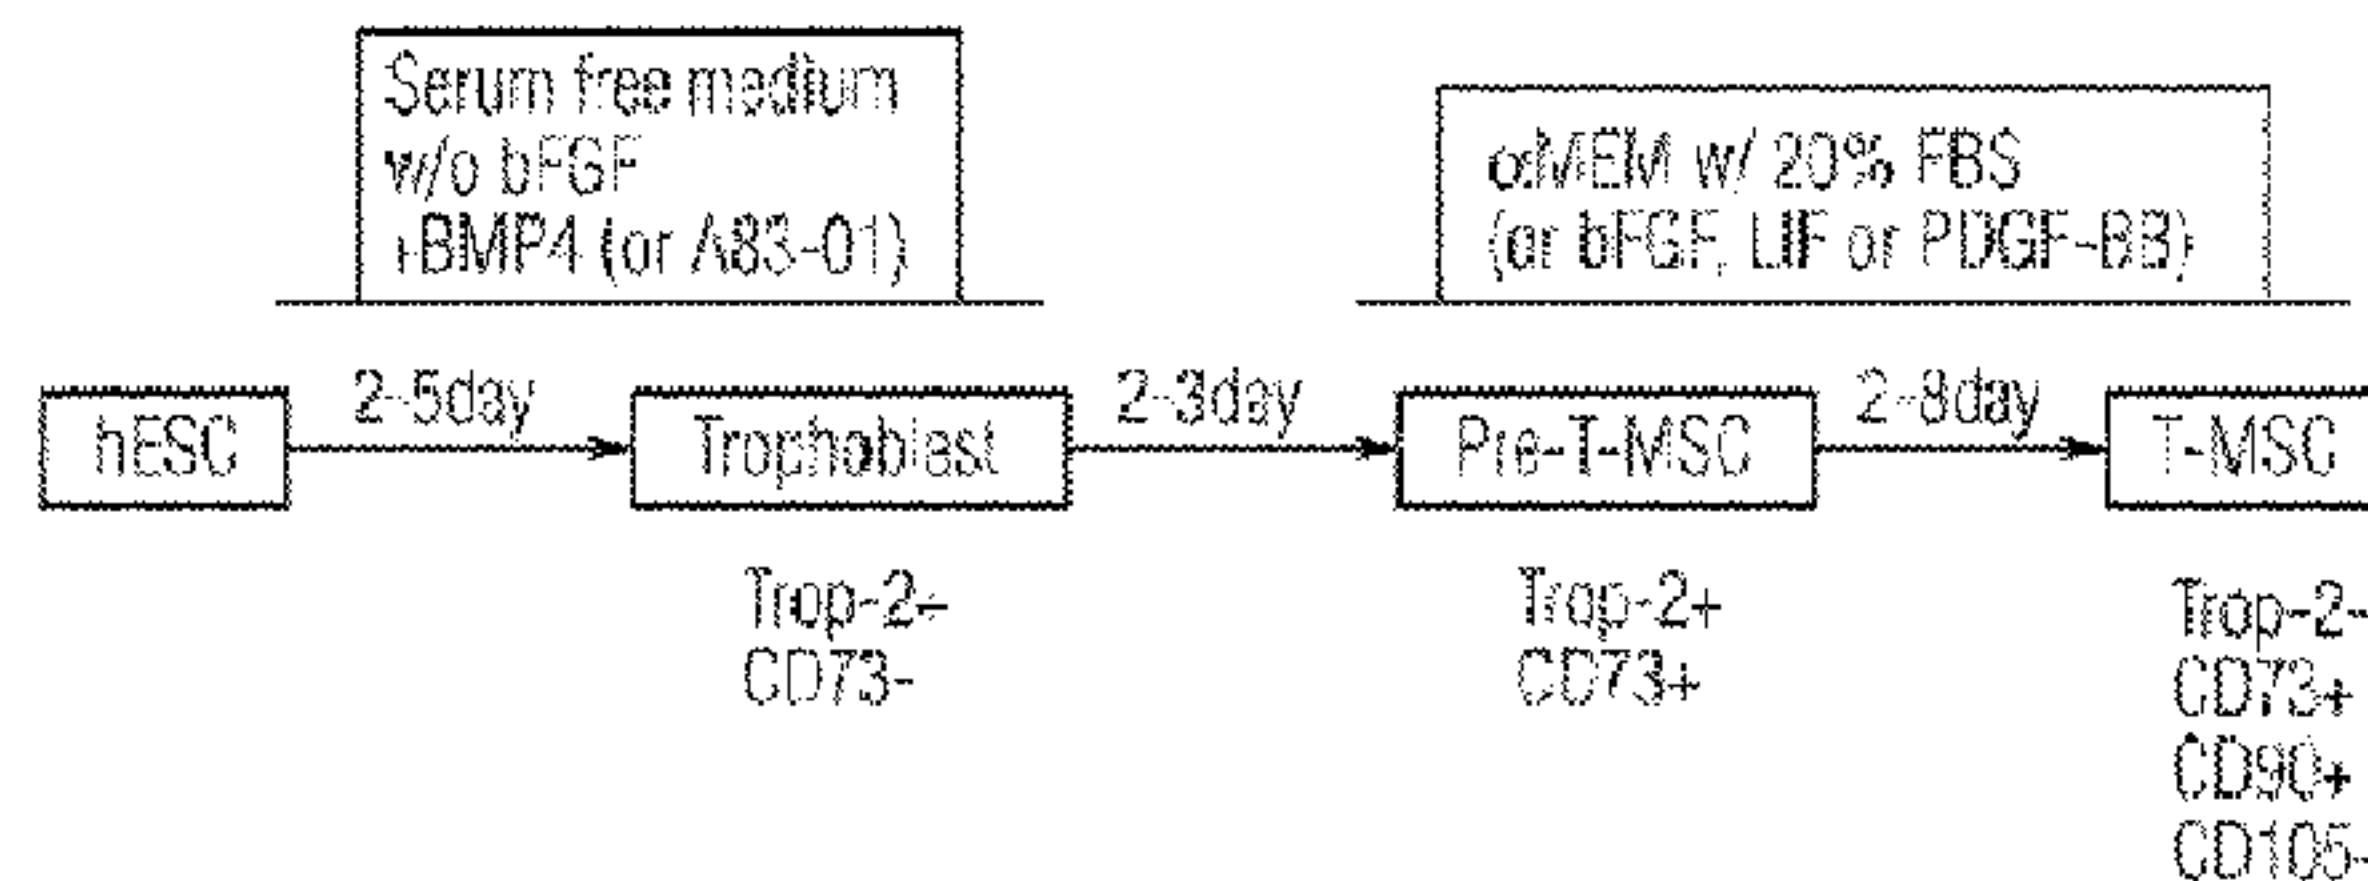 Serum free medium
w/o bFGF
+BMP4 (or A83-01)
αMEM w/ 20% FBS
(or bFGF, LIF or PDGF-BB)
hESC
2-5day
Trophoblast
2-3day
Pre-T-MSC
2-8day
T-MSC
Trop-2+
CD73-
Trop-2+
CD73+
Trop-2-
CD73+
CD90+